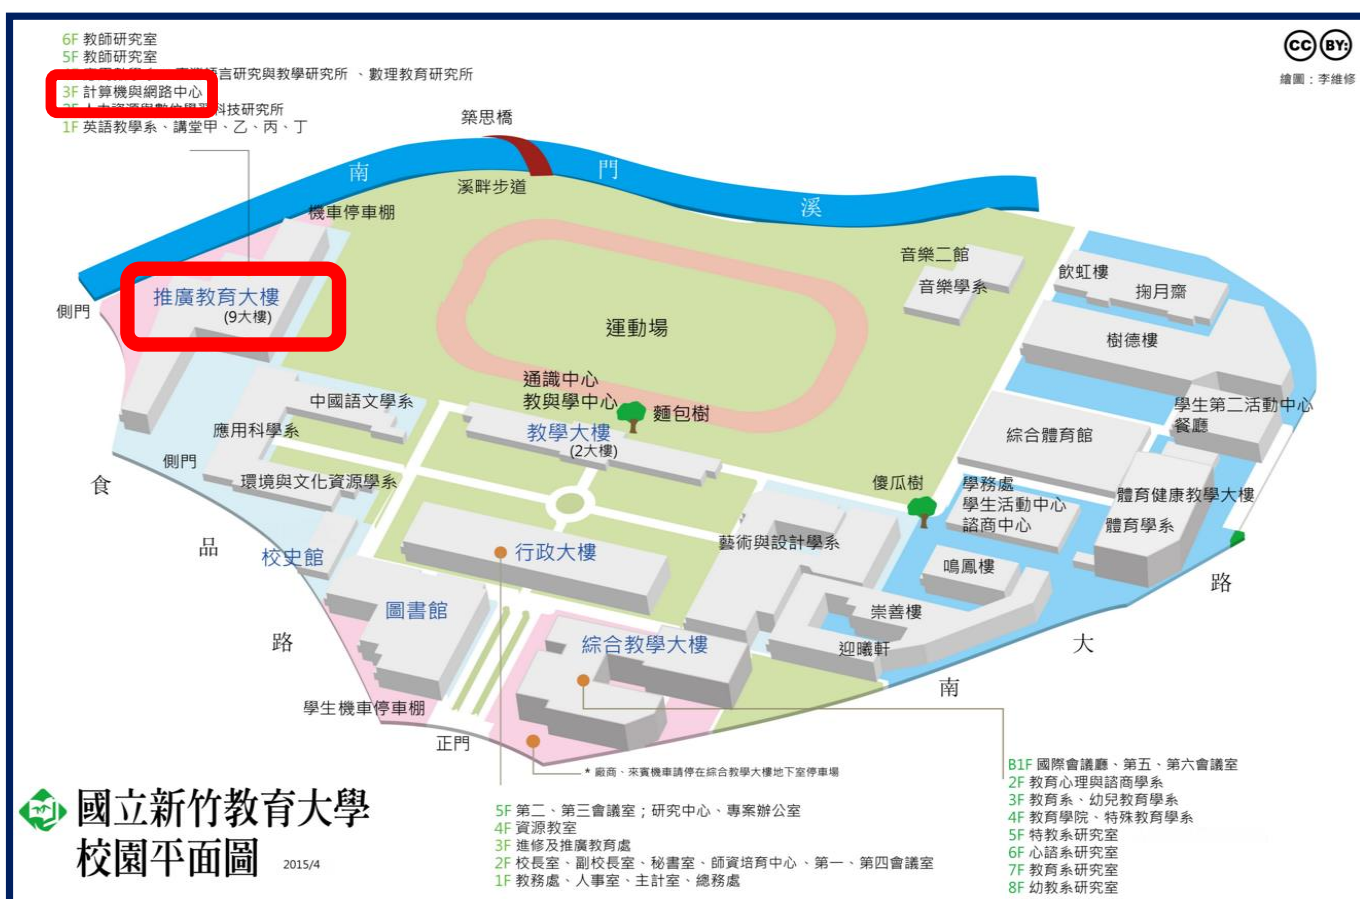 6F 教師研究室
5F 教師研究室
語言研究與教學研究所 、數理教育研究所
3F 計算機與網路中心
2F 人力資源與數位學習科技研究所
1F 英語教學系、講堂甲、乙、丙、丁
CC BY:
繪圖：李維修
築思橋
南
門
溪
溪畔步道
機車停車棚
推廣教育大樓
(9大樓)
側門
運動場
音樂二館
音樂學系
飲虹樓
掬月齋
樹德樓
通識中心
教與學中心
麵包樹
教學大樓
(2大樓)
中國語文學系
應用科學系
側門
環境與文化資源學系
學生第二活動中心
餐廳
綜合體育館
傻瓜樹
學務處
學生活動中心
諮商中心
體育健康教學大樓
體育學系
食
品
路
校史館
行政大樓
藝術與設計學系
鳴鳳樓
圖書館
崇善樓
綜合教學大樓
迎曦軒
大
路
南
學生機車停車棚
正門
* 廠商、來賓機車請停在綜合教學大樓地下室停車場
B1F 國際會議廳、第五、第六會議室
2F 教育心理與諮商學系
3F 教育系、幼兒教育學系
4F 教育學院、特殊教育學系
5F 特教系研究室
6F 心諮系研究室
7F 教育系研究室
8F 幼教系研究室
5F 第二、第三會議室；研究中心、專案辦公室
4F 資源教室
3F 進修及推廣教育處
2F 校長室、副校長室、秘書室、師資培育中心、第一、第四會議室
1F 教務處、人事室、主計室、總務處
國立新竹教育大學
校園平面圖 2015/4